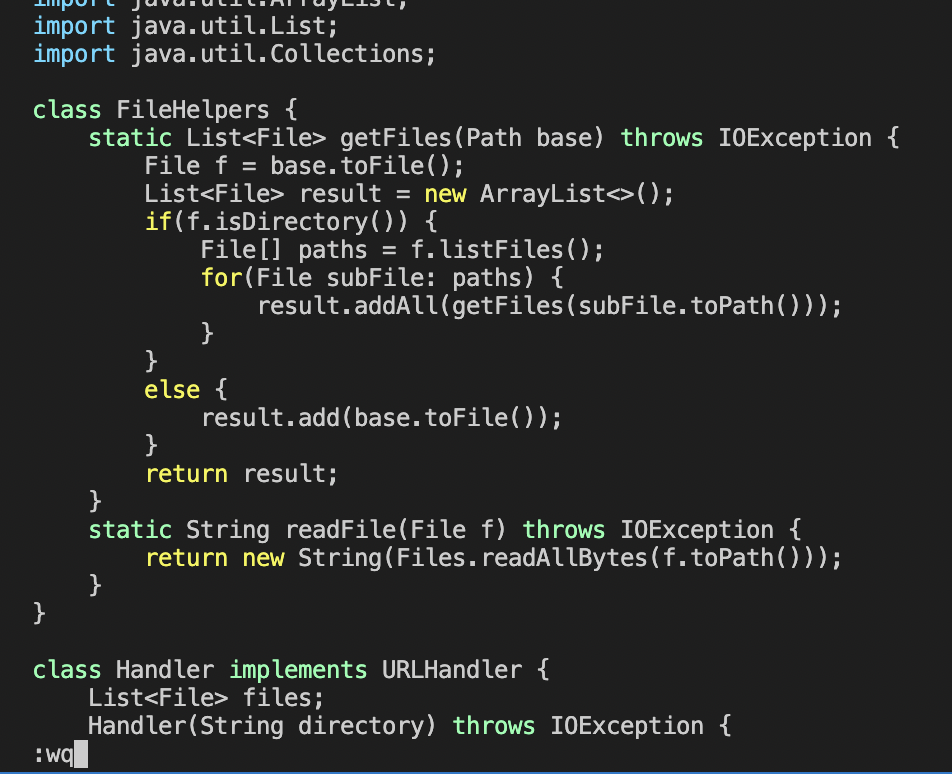 import java.util.ArrayList;
import java.util.List;
import java.util.Collections;

class FileHelpers {
    static List<File> getFiles(Path base) throws IOException {
        File f = base.toFile();
        List<File> result = new ArrayList<>();
        if(f.isDirectory()) {
            File[] paths = f.listFiles();
            for(File subFile: paths) {
                result.addAll(getFiles(subFile.toPath()));
            }
        }
        else {
            result.add(base.toFile());
        }
        return result;
    }
    static String readFile(File f) throws IOException {
        return new String(Files.readAllBytes(f.toPath()));
    }
}

class Handler implements URLHandler {
    List<File> files;
    Handler(String directory) throws IOException {
:wq